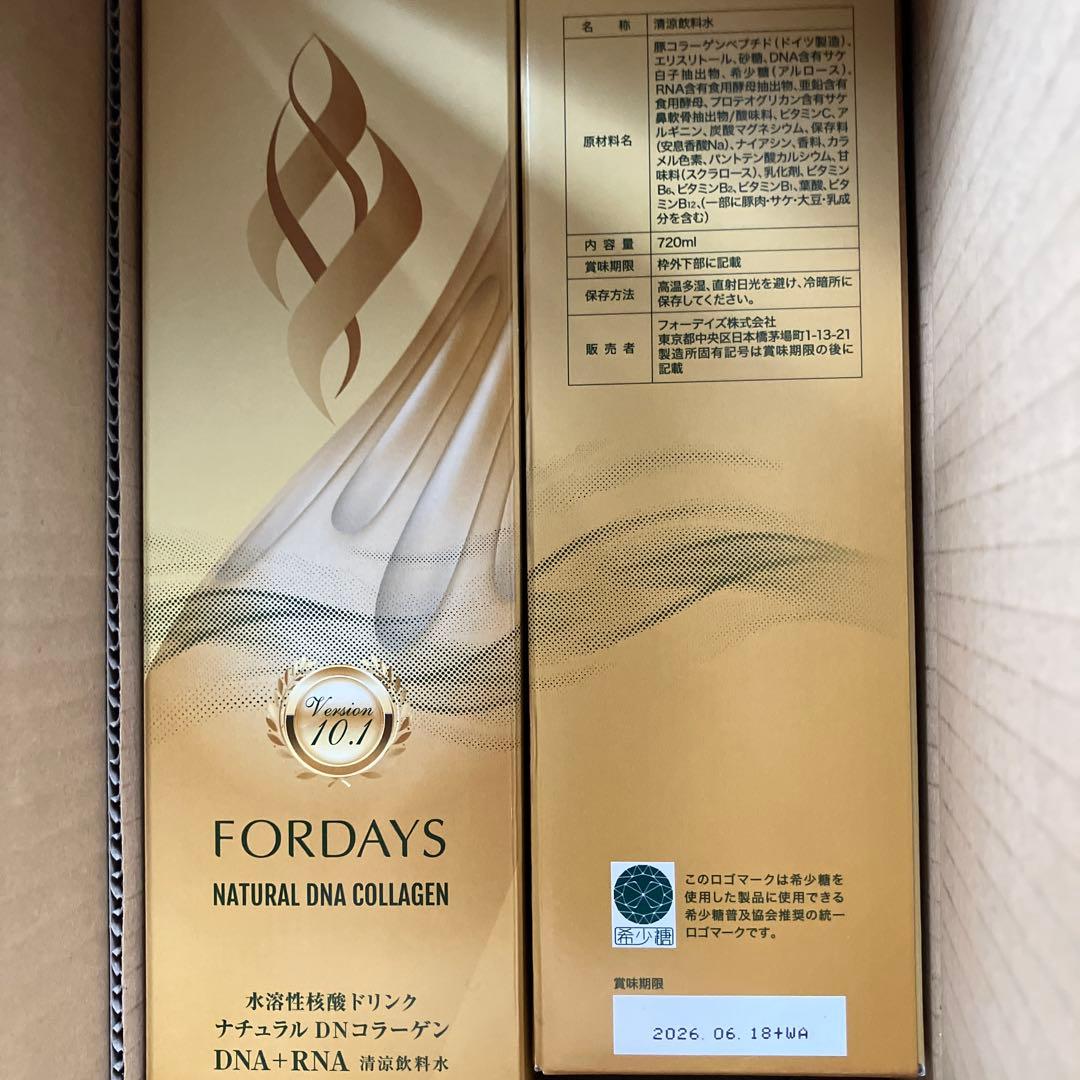 Version
10.1
FORDAYS
NATURAL DNA COLLAGEN
水溶性核酸ドリンク
ナチュラル DNコラーゲン
DNA+RNA 清涼飲料水
名称 清涼飲料水
原材料名
豚コラーゲンペプチド(ドイツ製造)、
エリスリトール、砂糖、DNA含有サケ
白子抽出物、希少糖(アルロース)、
RNA含有食用酵母抽出物、亜鉛含有
食用酵母、プロテオグリカン含有サケ
鼻軟骨抽出物/酸味料、ビタミンC、ア
ルギニン、炭酸マグネシウム、保存料
(安息香酸Na)、ナイアシン、香料、カラ
メル色素、パントテン酸カルシウム、甘
味料(スクラロース)、乳化剤、ビタミン
B6、ビタミンB2、ビタミンB1、葉酸、ビタ
ミンB12、(一部に豚肉・サケ・大豆・乳成
分を含む)
内容量 720ml
賞味期限 枠外下部に記載
保存方法
高温多湿、直射日光を避け、冷暗所に
保存してください。
販売者
フォーデイズ株式会社
東京都中央区日本橋茅場町1-13-21
製造所固有記号は賞味期限の後に
記載
希少糖
このロゴマークは希少糖を
使用した製品に使用できる
希少糖普及協会推奨の統一
ロゴマークです。
賞味期限
2026.06.18+WA